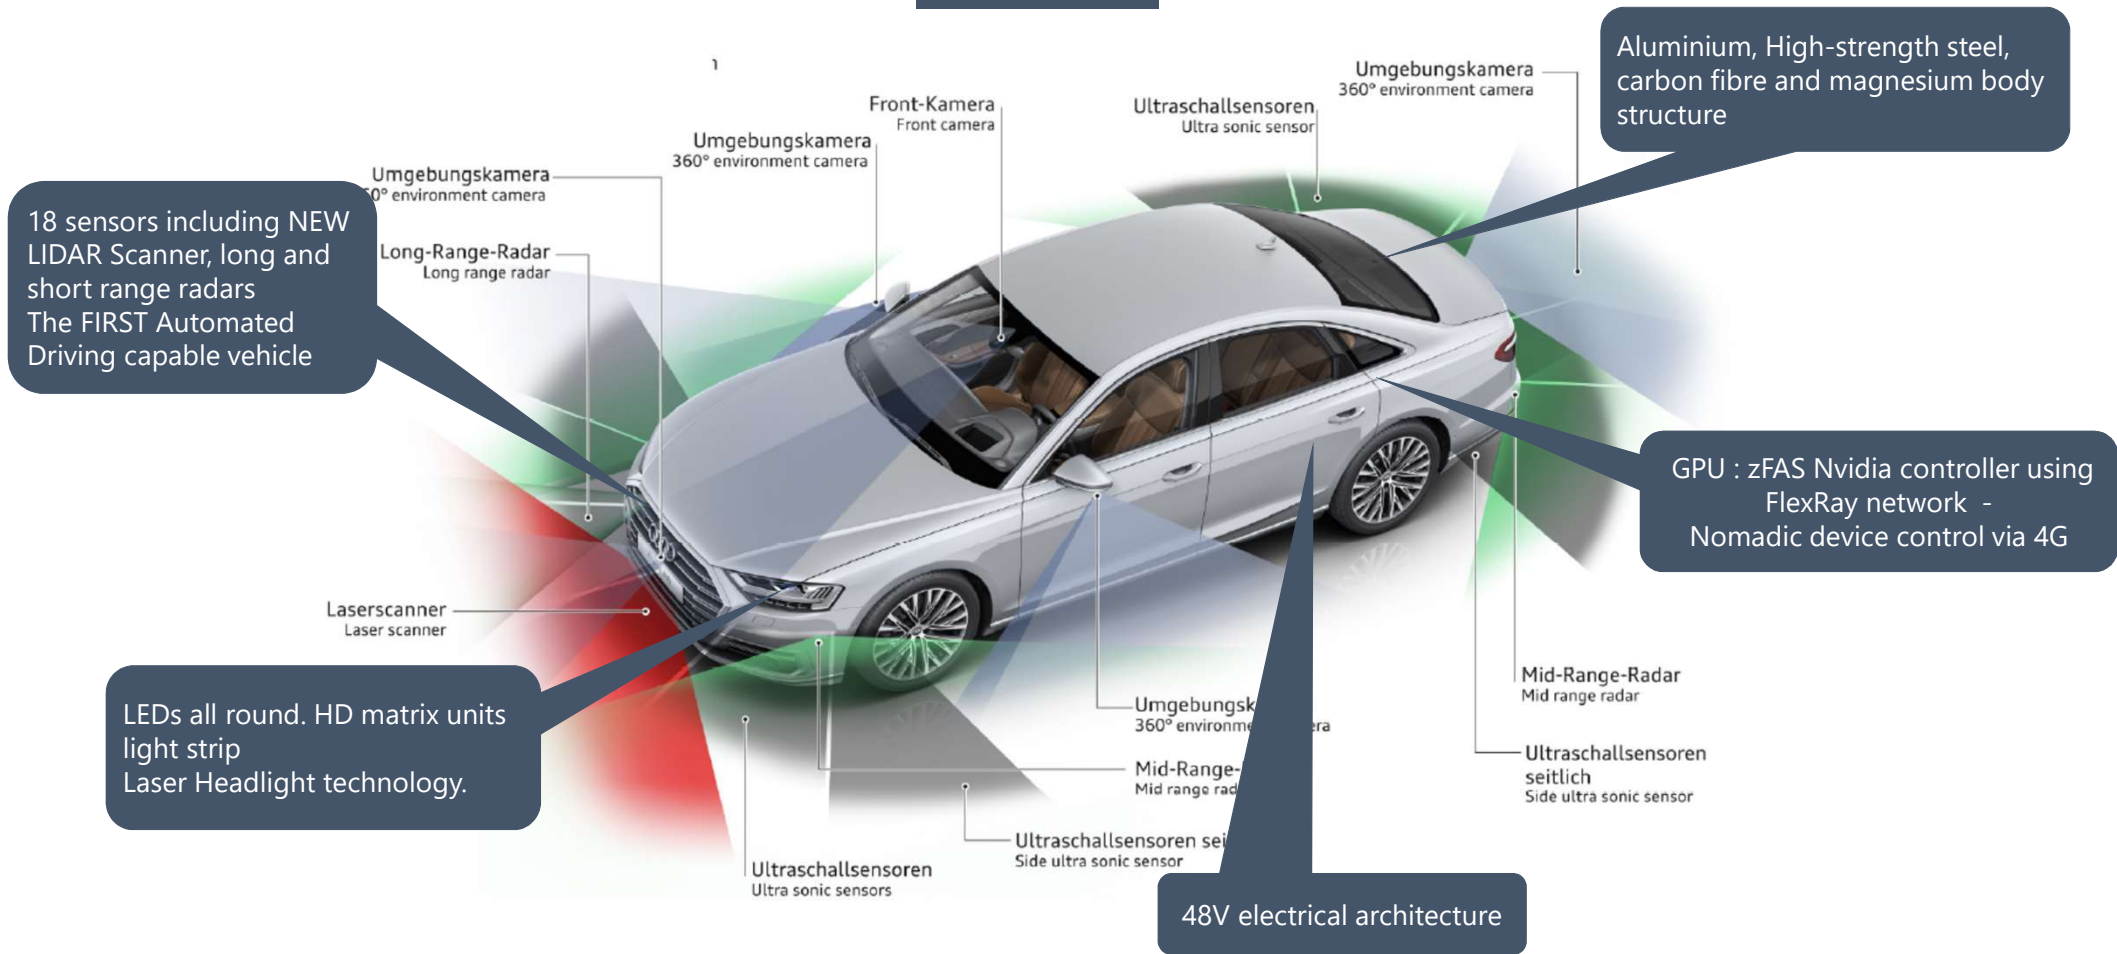 Aluminium, High-strength steel,
carbon fibre and magnesium body
structure
Umgebungskamera
360° environment camera
Ultraschallsensoren
Ultra sonic sensor
Front-Kamera
Front camera
Umgebungskamera
360° environment camera
Umgebungskamera
0° environment camera
18 sensors including NEW
LIDAR Scanner, long and
short range radars
The FIRST Automated
Driving capable vehicle
Long-Range-Radar
Long range radar
GPU : zFAS Nvidia controller using
FlexRay network -
Nomadic device control via 4G
Laserscanner
Laser scanner
LEDs all round. HD matrix units
light strip
Laser Headlight technology.
Mid-Range-Radar
Mid range radar
Umgebungsk
360° environme era
Ultraschallsensoren
seitlich
Side ultra sonic sensor
Mid-Range-
Mid range rad
Ultraschallsensoren sei
Side ultra sonic sensor
Ultraschallsensoren
Ultra sonic sensors
48V electrical architecture